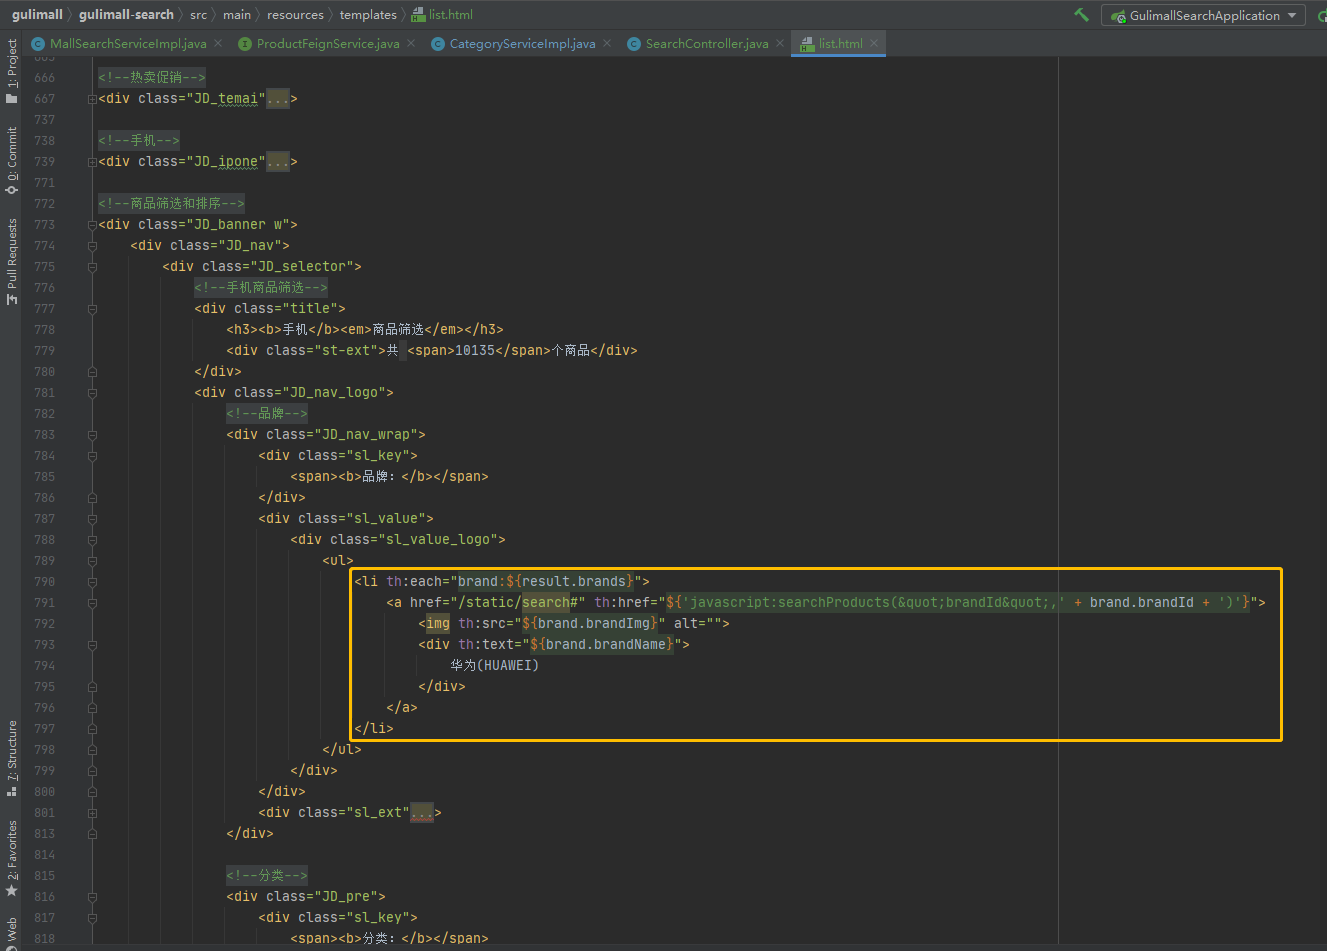 gulimall 〉 gulimall-search 〉 src 〉 main 〉 resources 〉 templates 〉 list.html
GulimallSearchApplication
MallSearchServiceImpl.java × ProductFeignService.java × CategoryServiceImpl.java × SearchController.java × list.html ×
1: Project
0: Commit
Pull Requests
7: Structure
2: Favorites
Web
665
666 <!--热卖促销-->
667 <div class="JD_temai"...>
737
738 <!--手机-->
739 <div class="JD_ipone"...>
771
772 <!--商品筛选和排序-->
773 <div class="JD_banner w">
774 <div class="JD_nav">
775 <div class="JD_selector">
776 <!--手机商品筛选-->
777 <div class="title">
778 <h3><b>手机</b><em>商品筛选</em></h3>
779 <div class="st-ext">共 <span>10135</span>个商品</div>
780 </div>
781 <div class="JD_nav_logo">
782 <!--品牌-->
783 <div class="JD_nav_wrap">
784 <div class="sl_key">
785 <span><b>品牌：</b></span>
786 </div>
787 <div class="sl_value">
788 <div class="sl_value_logo">
789 <ul>
790 <li th:each="brand:${result.brands}">
791 <a href="/static/search#" th:href="${'javascript:searchProducts(&quot;brandId&quot;,' + brand.brandId + ')'}">
792 <img th:src="${brand.brandImg}" alt="">
793 <div th:text="${brand.brandName}">
794 华为(HUAWEI)
795 </div>
796 </a>
797 </li>
798 </ul>
799 </div>
800 </div>
801 <div class="sl_ext"...>
813 </div>
814
815 <!--分类-->
816 <div class="JD_pre">
817 <div class="sl_key">
818 <span><b>分类：</b></span>